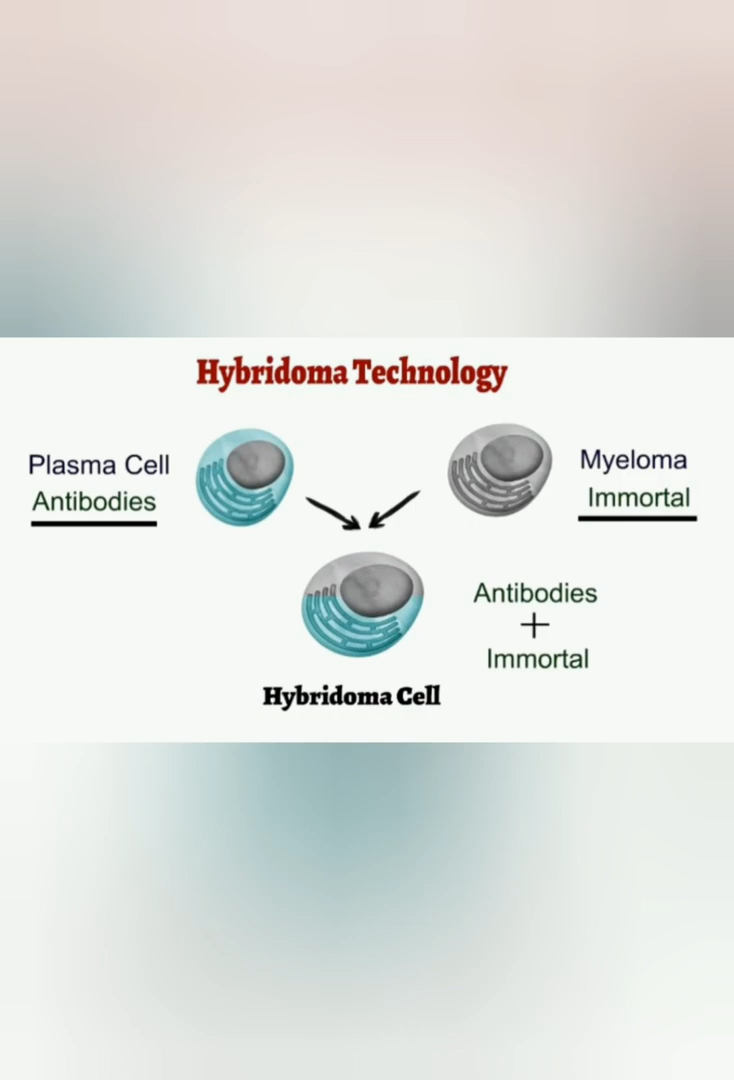 Hybridoma Technology
Plasma Cell
Antibodies
Myeloma
Immortal
Antibodies
+
Immortal
Hybridoma Cell